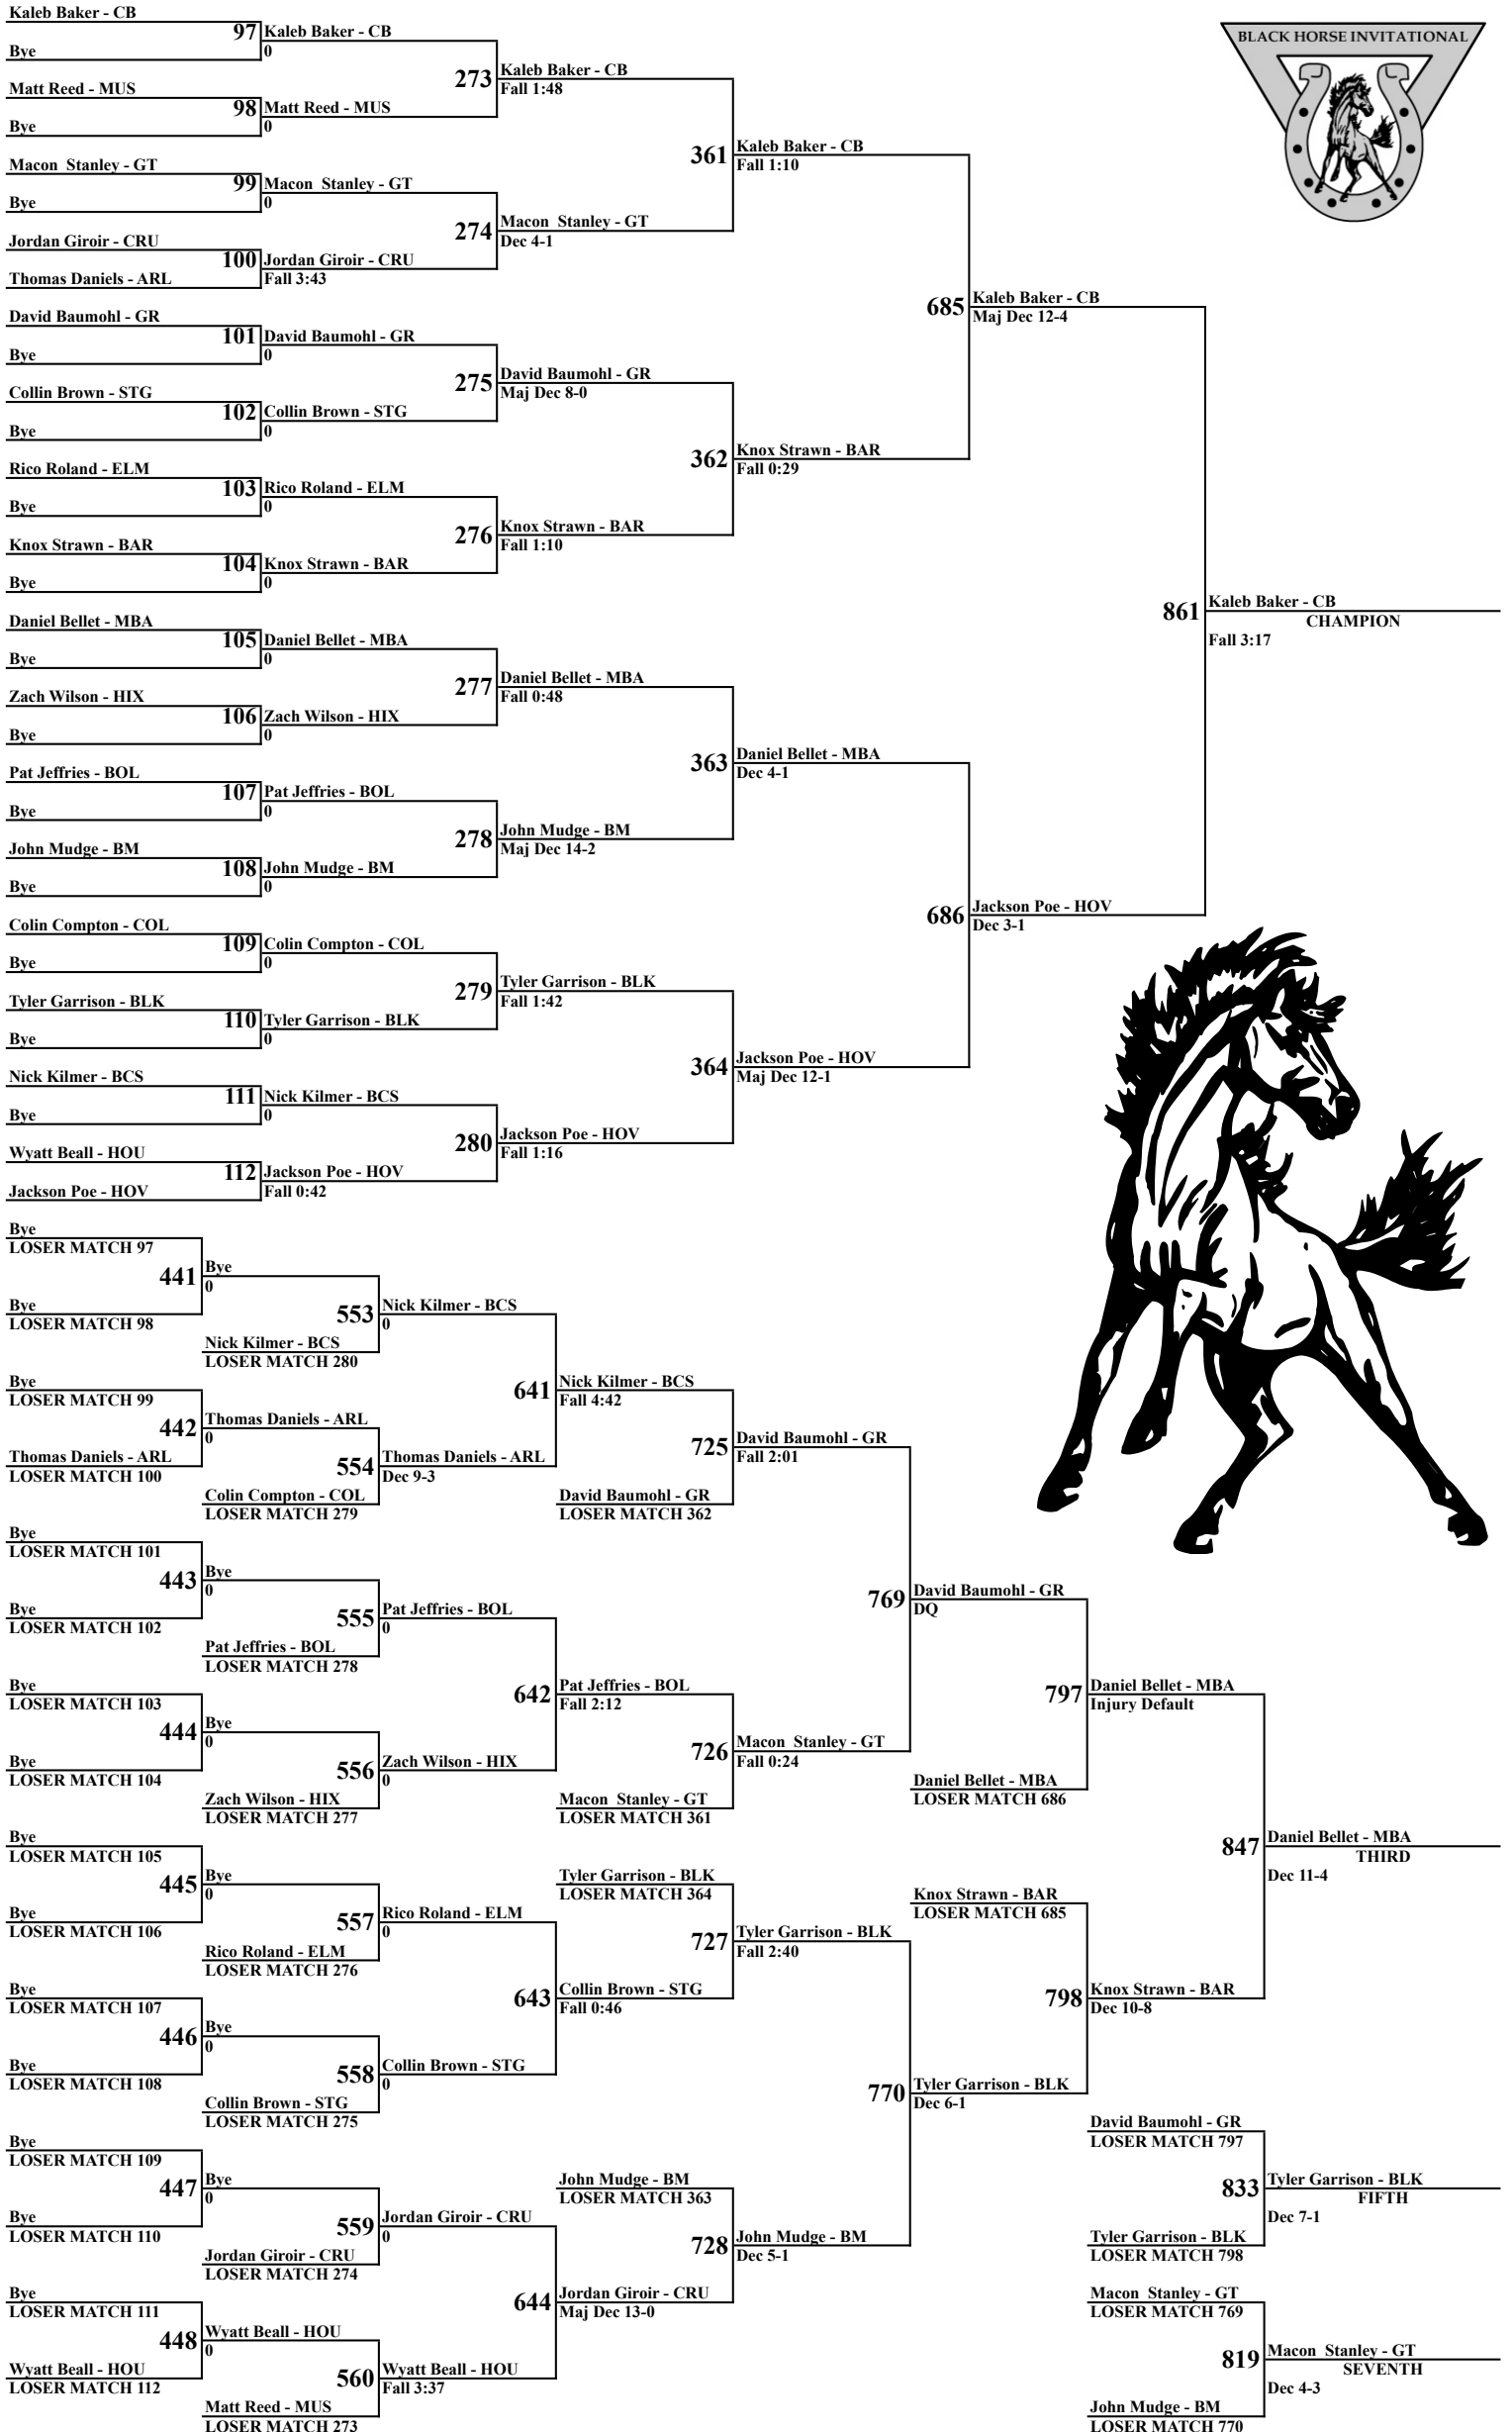 BLACK HORSE INVITATIONAL
Kaleb Baker - CB
97
Kaleb Baker - CB
Bye
0
273
Kaleb Baker - CB
Fall 1:48
Matt Reed - MUS
98
Matt Reed - MUS
Bye
0
361
Kaleb Baker - CB
Fall 1:10
Macon Stanley - GT
99
Macon Stanley - GT
Bye
0
274
Macon Stanley - GT
Dec 4-1
Jordan Giroir - CRU
100
Jordan Giroir - CRU
Thomas Daniels - ARL
Fall 3:43
685
Kaleb Baker - CB
Maj Dec 12-4
David Baumohl - GR
101
David Baumohl - GR
Bye
0
275
David Baumohl - GR
Maj Dec 8-0
Collin Brown - STG
102
Collin Brown - STG
Bye
0
362
Knox Strawn - BAR
Fall 0:29
Rico Roland - ELM
103
Rico Roland - ELM
Bye
0
276
Knox Strawn - BAR
Fall 1:10
Knox Strawn - BAR
104
Knox Strawn - BAR
Bye
0
861
Kaleb Baker - CB
CHAMPION
Fall 3:17
Daniel Bellet - MBA
105
Daniel Bellet - MBA
Bye
0
277
Daniel Bellet - MBA
Fall 0:48
Zach Wilson - HIX
106
Zach Wilson - HIX
Bye
0
363
Daniel Bellet - MBA
Dec 4-1
Pat Jeffries - BOL
107
Pat Jeffries - BOL
Bye
0
278
John Mudge - BM
Maj Dec 14-2
John Mudge - BM
108
John Mudge - BM
Bye
0
686
Jackson Poe - HOV
Dec 3-1
Colin Compton - COL
109
Colin Compton - COL
Bye
0
279
Tyler Garrison - BLK
Fall 1:42
Tyler Garrison - BLK
110
Tyler Garrison - BLK
Bye
0
364
Jackson Poe - HOV
Maj Dec 12-1
Nick Kilmer - BCS
111
Nick Kilmer - BCS
Bye
0
280
Jackson Poe - HOV
Fall 1:16
Wyatt Beall - HOU
112
Jackson Poe - HOV
Jackson Poe - HOV
Fall 0:42
Bye
LOSER MATCH 97
441
Bye
0
Bye
LOSER MATCH 98
553
Nick Kilmer - BCS
0
Nick Kilmer - BCS
LOSER MATCH 280
641
Nick Kilmer - BCS
Fall 4:42
Bye
LOSER MATCH 99
442
Thomas Daniels - ARL
0
Thomas Daniels - ARL
LOSER MATCH 100
554
Thomas Daniels - ARL
Dec 9-3
Colin Compton - COL
LOSER MATCH 279
725
David Baumohl - GR
Fall 2:01
David Baumohl - GR
LOSER MATCH 362
Bye
LOSER MATCH 101
443
Bye
0
Bye
LOSER MATCH 102
555
Pat Jeffries - BOL
0
Pat Jeffries - BOL
LOSER MATCH 278
769
David Baumohl - GR
DQ
Bye
LOSER MATCH 103
444
Bye
0
Bye
LOSER MATCH 104
642
Pat Jeffries - BOL
Fall 2:12
556
Zach Wilson - HIX
0
Zach Wilson - HIX
LOSER MATCH 277
726
Macon Stanley - GT
Fall 0:24
Macon Stanley - GT
LOSER MATCH 361
797
Daniel Bellet - MBA
Injury Default
Daniel Bellet - MBA
LOSER MATCH 686
847
Daniel Bellet - MBA
THIRD
Dec 11-4
Bye
LOSER MATCH 105
445
Bye
0
Bye
LOSER MATCH 106
557
Rico Roland - ELM
0
Rico Roland - ELM
LOSER MATCH 276
Tyler Garrison - BLK
LOSER MATCH 364
727
Tyler Garrison - BLK
Fall 2:40
Knox Strawn - BAR
LOSER MATCH 685
Bye
LOSER MATCH 107
446
Bye
0
Bye
LOSER MATCH 108
643
Collin Brown - STG
Fall 0:46
798
Knox Strawn - BAR
Dec 10-8
558
Collin Brown - STG
0
Collin Brown - STG
LOSER MATCH 275
770
Tyler Garrison - BLK
Dec 6-1
Bye
LOSER MATCH 109
447
Bye
0
Bye
LOSER MATCH 110
559
Jordan Giroir - CRU
0
Jordan Giroir - CRU
LOSER MATCH 274
John Mudge - BM
LOSER MATCH 363
728
John Mudge - BM
Dec 5-1
David Baumohl - GR
LOSER MATCH 797
833
Tyler Garrison - BLK
FIFTH
Dec 7-1
Tyler Garrison - BLK
LOSER MATCH 798
Bye
LOSER MATCH 111
448
Wyatt Beall - HOU
0
Wyatt Beall - HOU
LOSER MATCH 112
644
Jordan Giroir - CRU
Maj Dec 13-0
560
Wyatt Beall - HOU
Fall 3:37
Matt Reed - MUS
LOSER MATCH 273
Macon Stanley - GT
LOSER MATCH 769
819
Macon Stanley - GT
SEVENTH
Dec 4-3
John Mudge - BM
LOSER MATCH 770